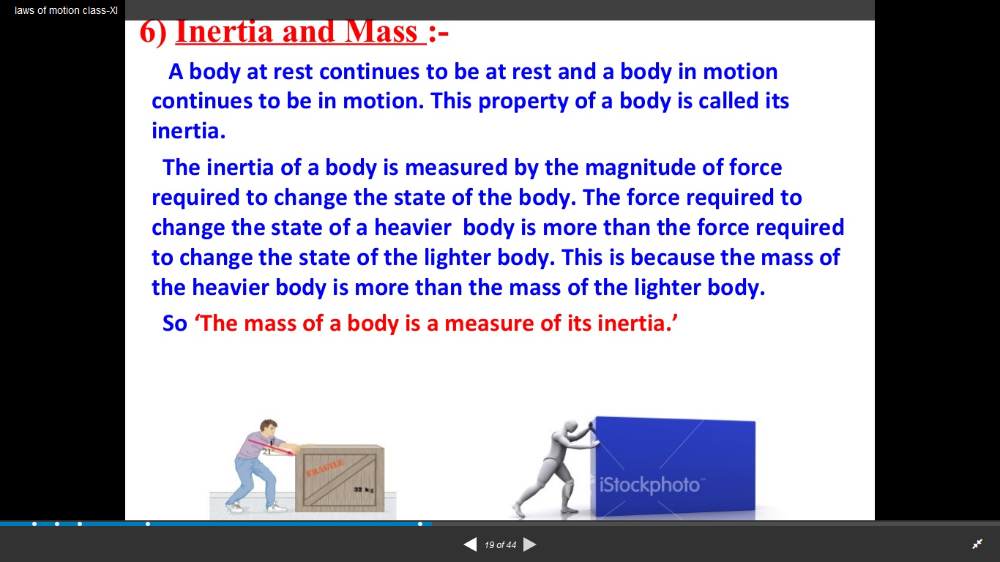 laws of motion class-XI
6) Inertia and Mass :-
A body at rest continues to be at rest and a body in motion
continues to be in motion. This property of a body is called its
inertia.
The inertia of a body is measured by the magnitude of force
required to change the state of the body. The force required to
change the state of a heavier body is more than the force required
to change the state of the lighter body. This is because the mass of
the heavier body is more than the mass of the lighter body.
So ‘The mass of a body is a measure of its inertia.’
F
21°
FRAGILE
32 kg
iStockphoto™
19 of 44